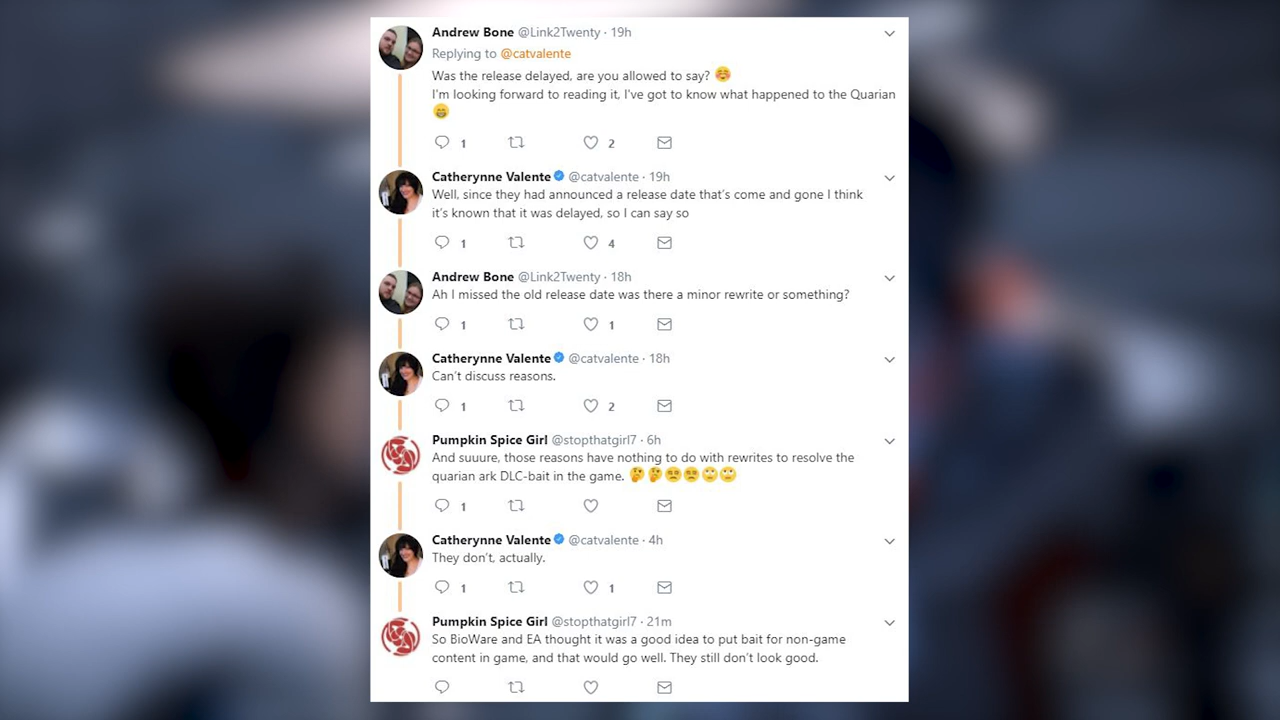 Andrew Bone @Link2Twenty · 19h
Replying to @catvalente
Was the release delayed, are you allowed to say? ☺️
I'm looking forward to reading it, I've got to know what happened to the Quarian
😁
1 2
Catherynne Valente @catvalente · 19h
Well, since they had announced a release date that's come and gone I think
it's known that it was delayed, so I can say so
1 4
Andrew Bone @Link2Twenty · 18h
Ah I missed the old release date was there a minor rewrite or something?
1 1
Catherynne Valente @catvalente · 18h
Can't discuss reasons.
1 2
Pumpkin Spice Girl @stopthatgirl7 · 6h
And suuure, those reasons have nothing to do with rewrites to resolve the
quarian ark DLC-bait in the game. 🤔🤔😒😒🙄🙄
1
Catherynne Valente @catvalente · 4h
They don't, actually.
1 1
Pumpkin Spice Girl @stopthatgirl7 · 21m
So BioWare and EA thought it was a good idea to put bait for non-game
content in game, and that would go well. They still don't look good.